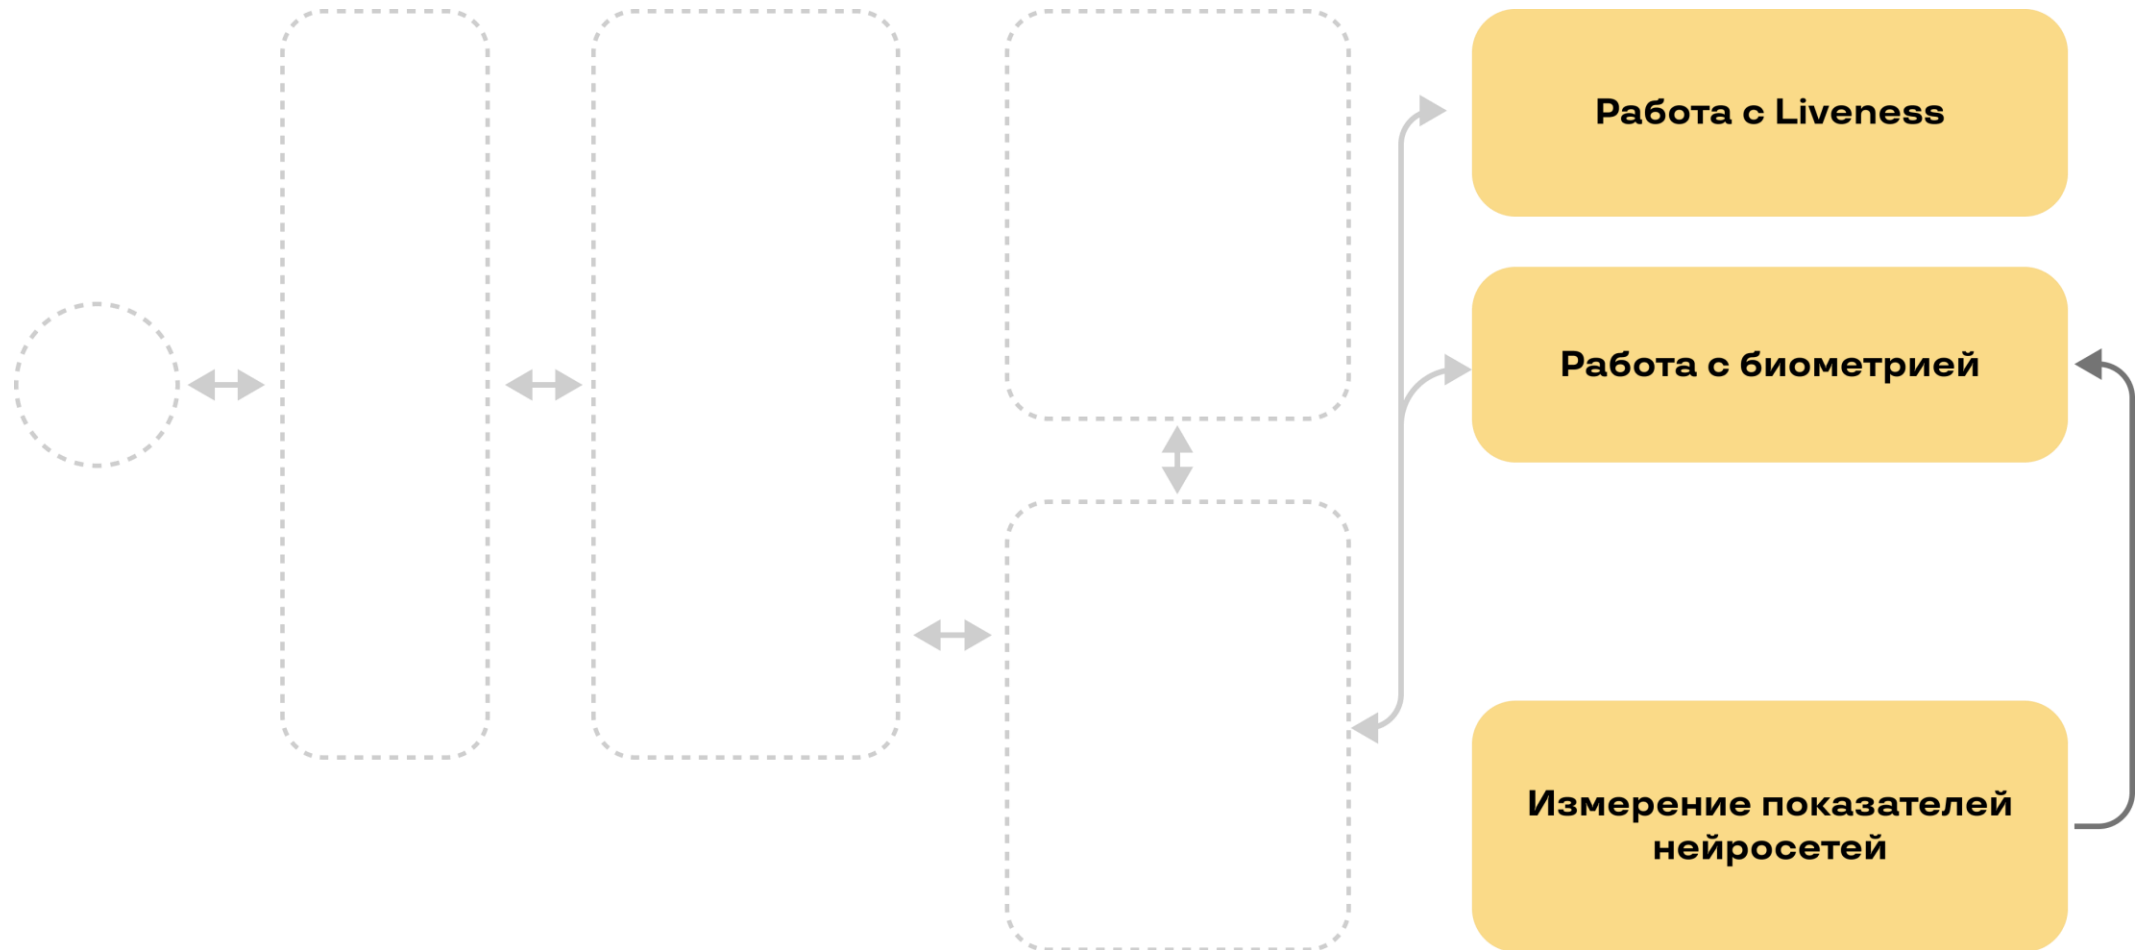 Работа с Liveness
Работа с биометрией
Измерение показателей
нейросетей